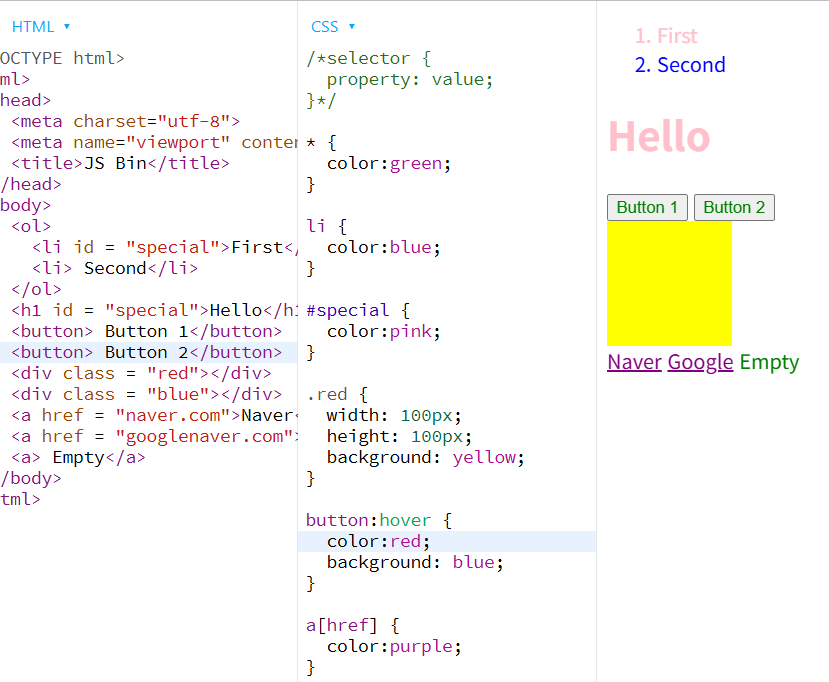 HTML ▾
OCTYPE html>
ml>
head>
<meta charset="utf-8">
<meta name="viewport" conten
<title>JS Bin</title>
/head>
body>
<ol>
<li id = "special">First</
<li> Second</li>
</ol>
<h1 id = "special">Hello</h1
<button> Button 1</button>
<button> Button 2</button>
<div class = "red"></div>
<div class = "blue"></div>
<a href = "naver.com">Naver<
<a href = "googlenaver.com">
<a> Empty</a>
/body>
tml>
CSS ▾
/*selector {
property: value;
}*/
* {
color:green;
}
li {
color:blue;
}
#special {
color:pink;
}
.red {
width: 100px;
height: 100px;
background: yellow;
}
button:hover {
color:red;
background: blue;
}
a[href] {
color:purple;
}
1. First
2. Second
Hello
Button 1 Button 2
Naver Google Empty